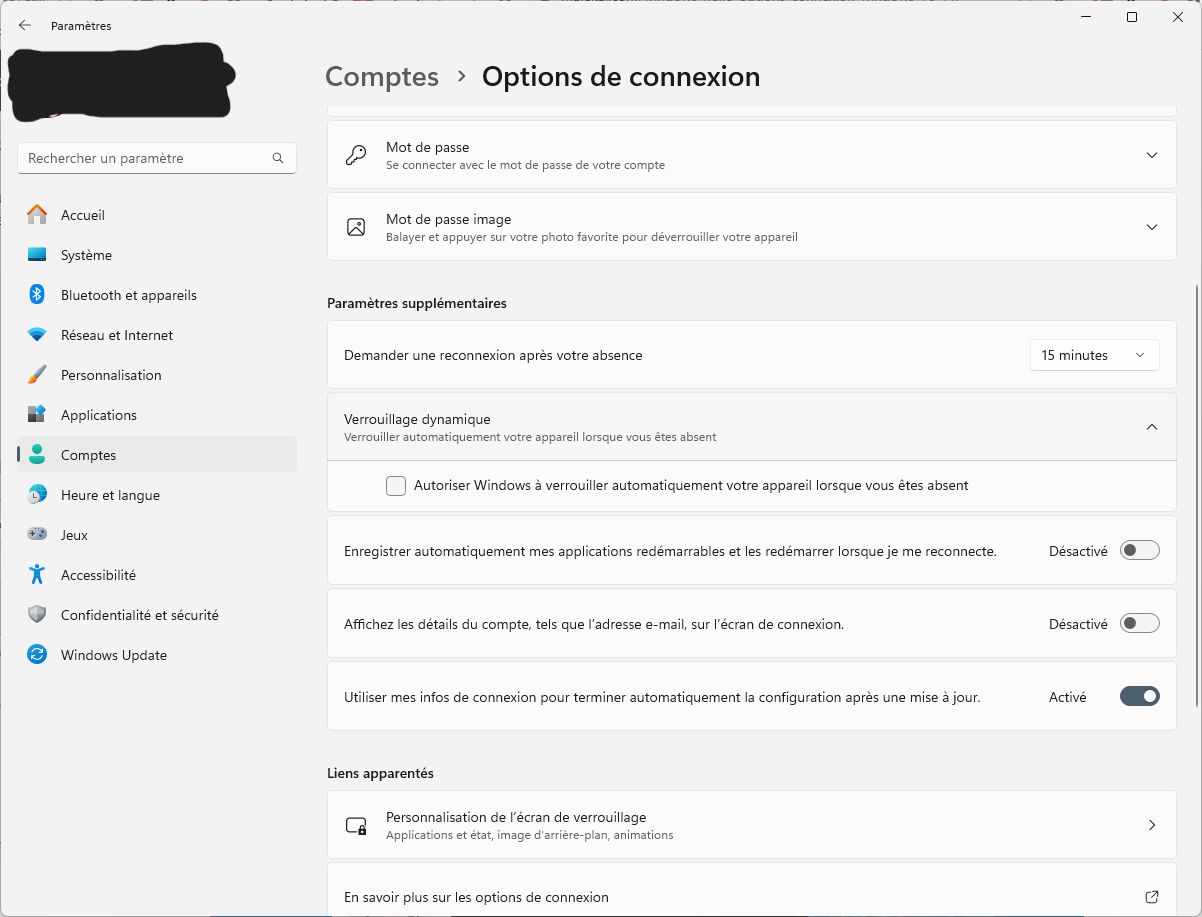 Paramètres
Comptes > Options de connexion
Rechercher un paramètre
Accueil
Système
Bluetooth et appareils
Réseau et Internet
Personnalisation
Applications
Comptes
Heure et langue
Jeux
Accessibilité
Confidentialité et sécurité
Windows Update
Mot de passe
Se connecter avec le mot de passe de votre compte
Mot de passe image
Balayer et appuyer sur votre photo favorite pour déverrouiller votre appareil
Paramètres supplémentaires
Demander une reconnexion après votre absence
15 minutes
Verrouillage dynamique
Verrouiller automatiquement votre appareil lorsque vous êtes absent
Autoriser Windows à verrouiller automatiquement votre appareil lorsque vous êtes absent
Enregistrer automatiquement mes applications redémarrables et les redémarrer lorsque je me reconnecte.
Désactivé
Affichez les détails du compte, tels que l’adresse e-mail, sur l’écran de connexion.
Désactivé
Utiliser mes infos de connexion pour terminer automatiquement la configuration après une mise à jour.
Activé
Liens apparentés
Personnalisation de l’écran de verrouillage
Applications et état, image d’arrière-plan, animations
En savoir plus sur les options de connexion